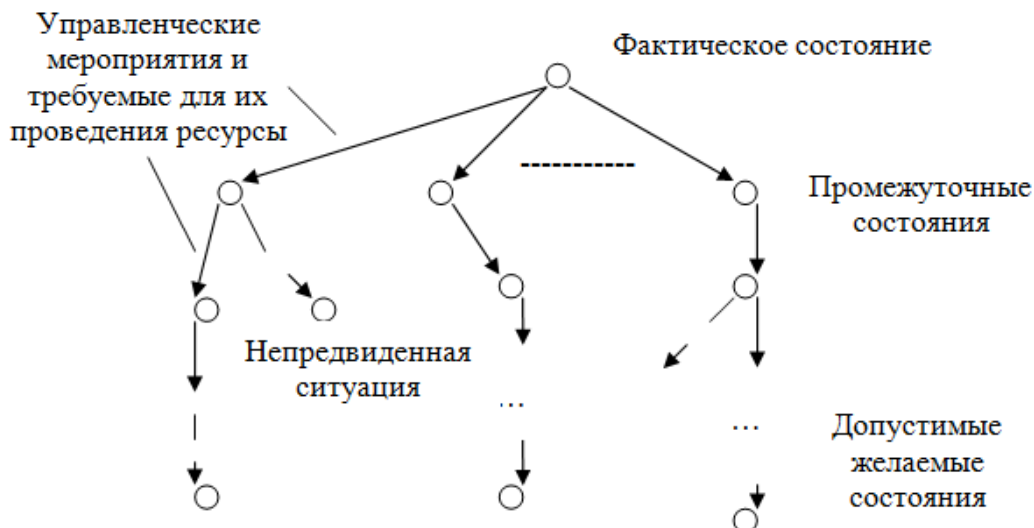 Управленческие
мероприятия и
требуемые для их
проведения ресурсы
Фактическое состояние
Промежуточные
состояния
Непредвиденная
ситуация
...
...
Допустимые
желаемые
состояния